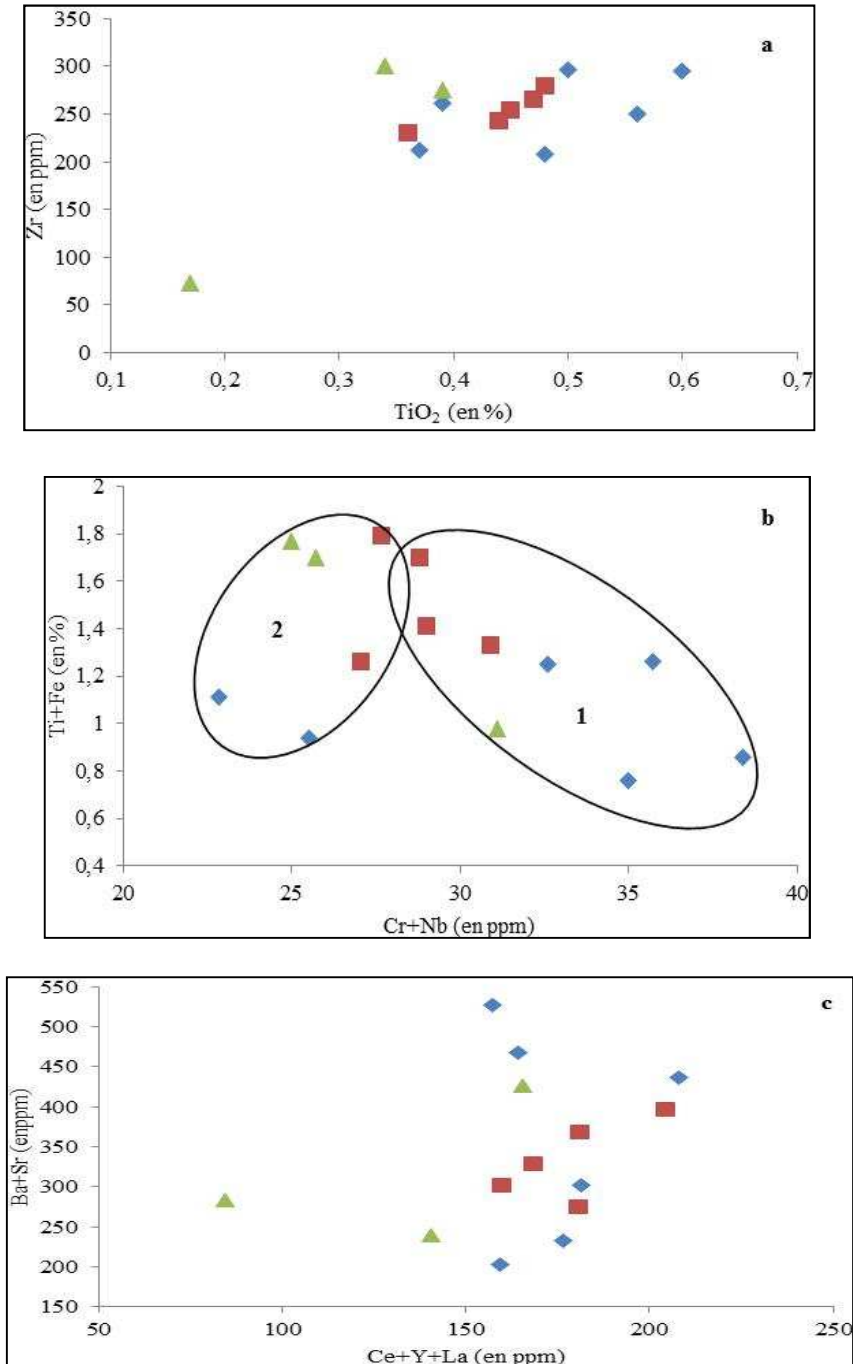 a
350
300
250
200
150
100
50
0
Zr (en ppm)
0,1 0,2 0,3 0,4 0,5 0,6 0,7
TiO₂ (en %)
b
2
1,8
1,6
1,4
1,2
1
0,8
0,6
0,4
Ti+Fe (en %)
2
1
20 25 30 35 40
Cr+Nb (en ppm)
c
550
500
450
400
350
300
250
200
150
Ba+Sr (enppm)
50 100 150 200 250
Ce+Y+La (en ppm)